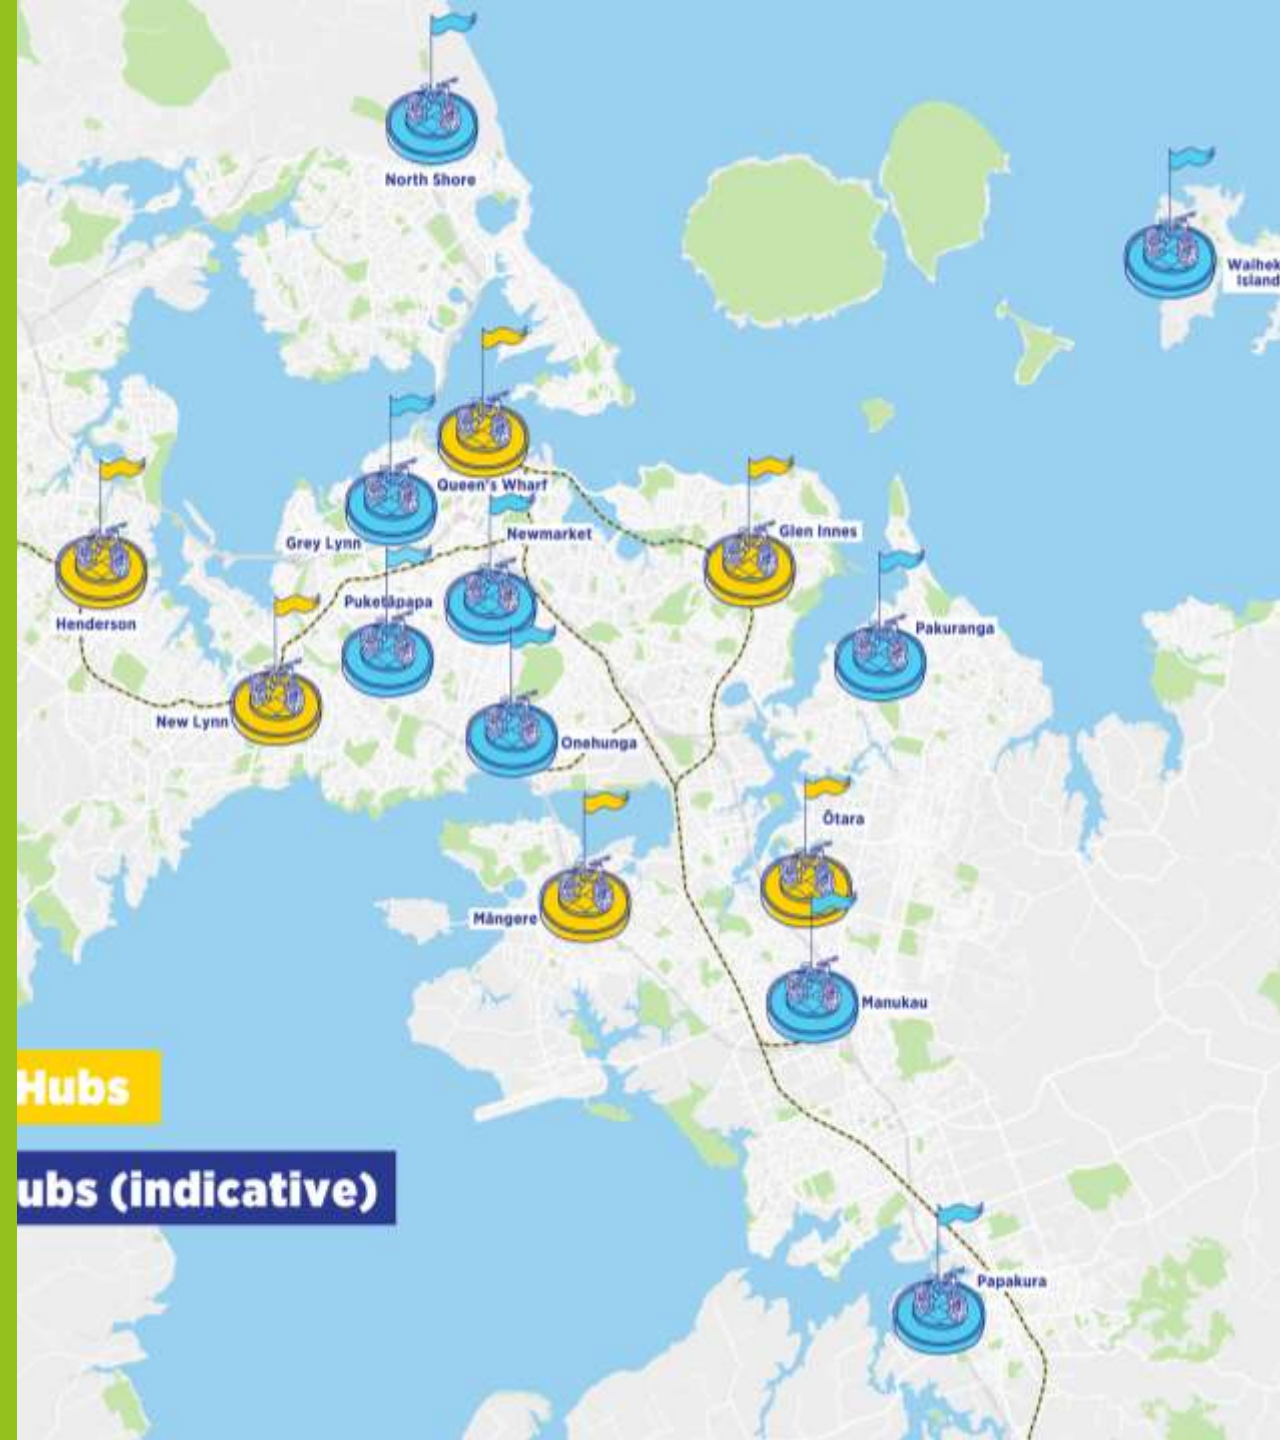 North Shore
Waihek
Island
Queen's Wharf
Newmarket
Glen Innes
Grey Lynn
Puketāpapa
Henderson
Pakuranga
New Lynn
Onehunga
Ōtara
Māngere
Manukau
Hubs
ubs (indicative)
Papakura